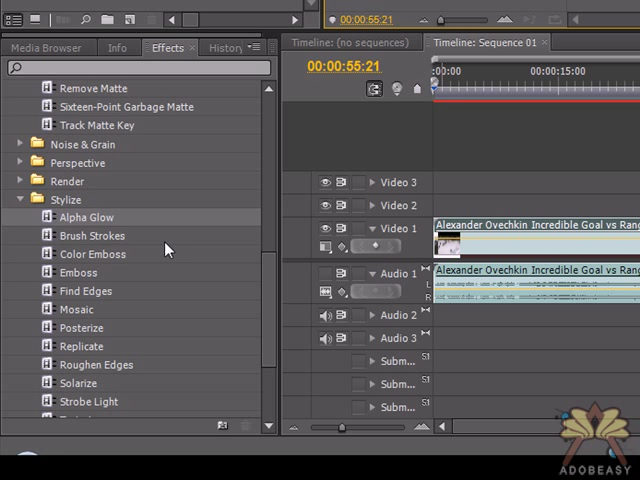 00:00:55:21
Media Browser
Info
Effects
History
Timeline: (no sequences)
Timeline: Sequence 01
00:00:55:21
:00:00
00:00:15:00
Remove Matte
Sixteen-Point Garbage Matte
Track Matte Key
Noise & Grain
Perspective
Render
Stylize
Alpha Glow
Brush Strokes
Color Emboss
Emboss
Find Edges
Mosaic
Posterize
Replicate
Roughen Edges
Solarize
Strobe Light
Video 3
Video 2
Video 1
Alexander Ovechkin Incredible Goal vs Rang
Audio 1
Alexander Ovechkin Incredible Goal vs Rang
L
R
Audio 2
Audio 3
Subm... S1
Subm... S1
Subm... S1
ADOBEASY